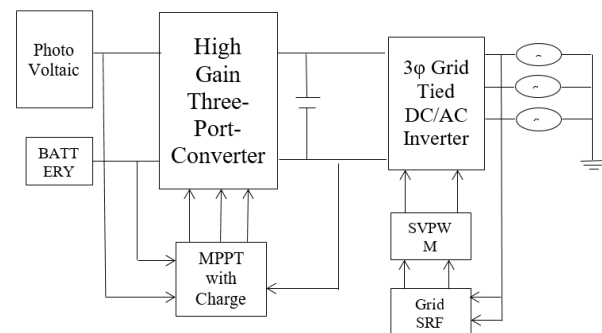 Photo
Voltaic
High
Gain
Three-
Port-
Converter
3φ Grid
Tied
DC/AC
Inverter
~
~
~
BATT
ERY
MPPT
with
Charge
SVPW
M
Grid
SRF